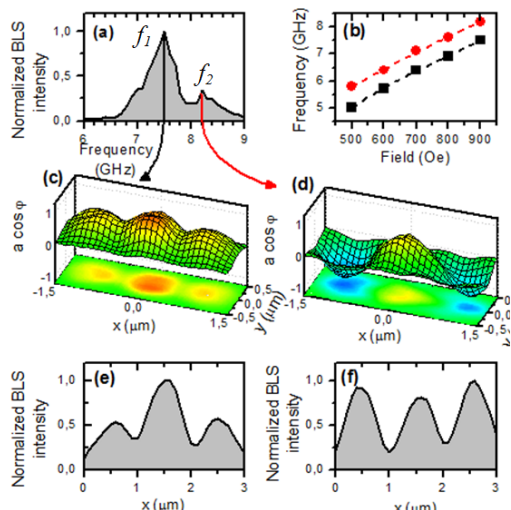 (a)
f1
f2
Normalized BLS
intensity
1,0
0,5
0,0
6 7 8 9
Frequency
(GHz)
(b)
Frequency (GHz)
8
7
6
5
500 600 700 800 900
Field (Oe)
(c)
a cos φ
1
0
-1
-1,5
0,0
1,5
x (μm)
-0,5
0,0
0,5
y (μm)
(d)
a cos φ
1
0
-1
-1,5
0,0
1,5
x (μm)
-0,5
0,0
0
y
(e)
Normalized BLS
intensity
1,0
0,5
0,0
0 1 2 3
x (μm)
(f)
Normalized BLS
intensity
1,0
0,5
0,0
0 1 2 3
x (μm)